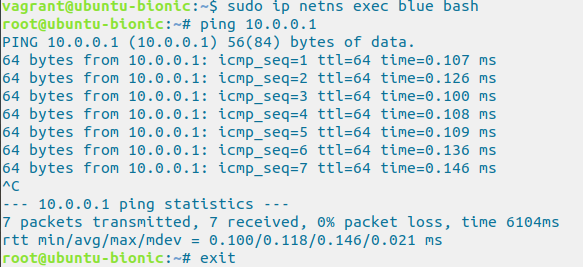 vagrant@ubuntu-bionic:~$ sudo ip netns exec blue bash
root@ubuntu-bionic:~# ping 10.0.0.1
PING 10.0.0.1 (10.0.0.1) 56(84) bytes of data.
64 bytes from 10.0.0.1: icmp_seq=1 ttl=64 time=0.107 ms
64 bytes from 10.0.0.1: icmp_seq=2 ttl=64 time=0.126 ms
64 bytes from 10.0.0.1: icmp_seq=3 ttl=64 time=0.100 ms
64 bytes from 10.0.0.1: icmp_seq=4 ttl=64 time=0.108 ms
64 bytes from 10.0.0.1: icmp_seq=5 ttl=64 time=0.109 ms
64 bytes from 10.0.0.1: icmp_seq=6 ttl=64 time=0.136 ms
64 bytes from 10.0.0.1: icmp_seq=7 ttl=64 time=0.146 ms
^C
--- 10.0.0.1 ping statistics ---
7 packets transmitted, 7 received, 0% packet loss, time 6104ms
rtt min/avg/max/mdev = 0.100/0.118/0.146/0.021 ms
root@ubuntu-bionic:~# exit